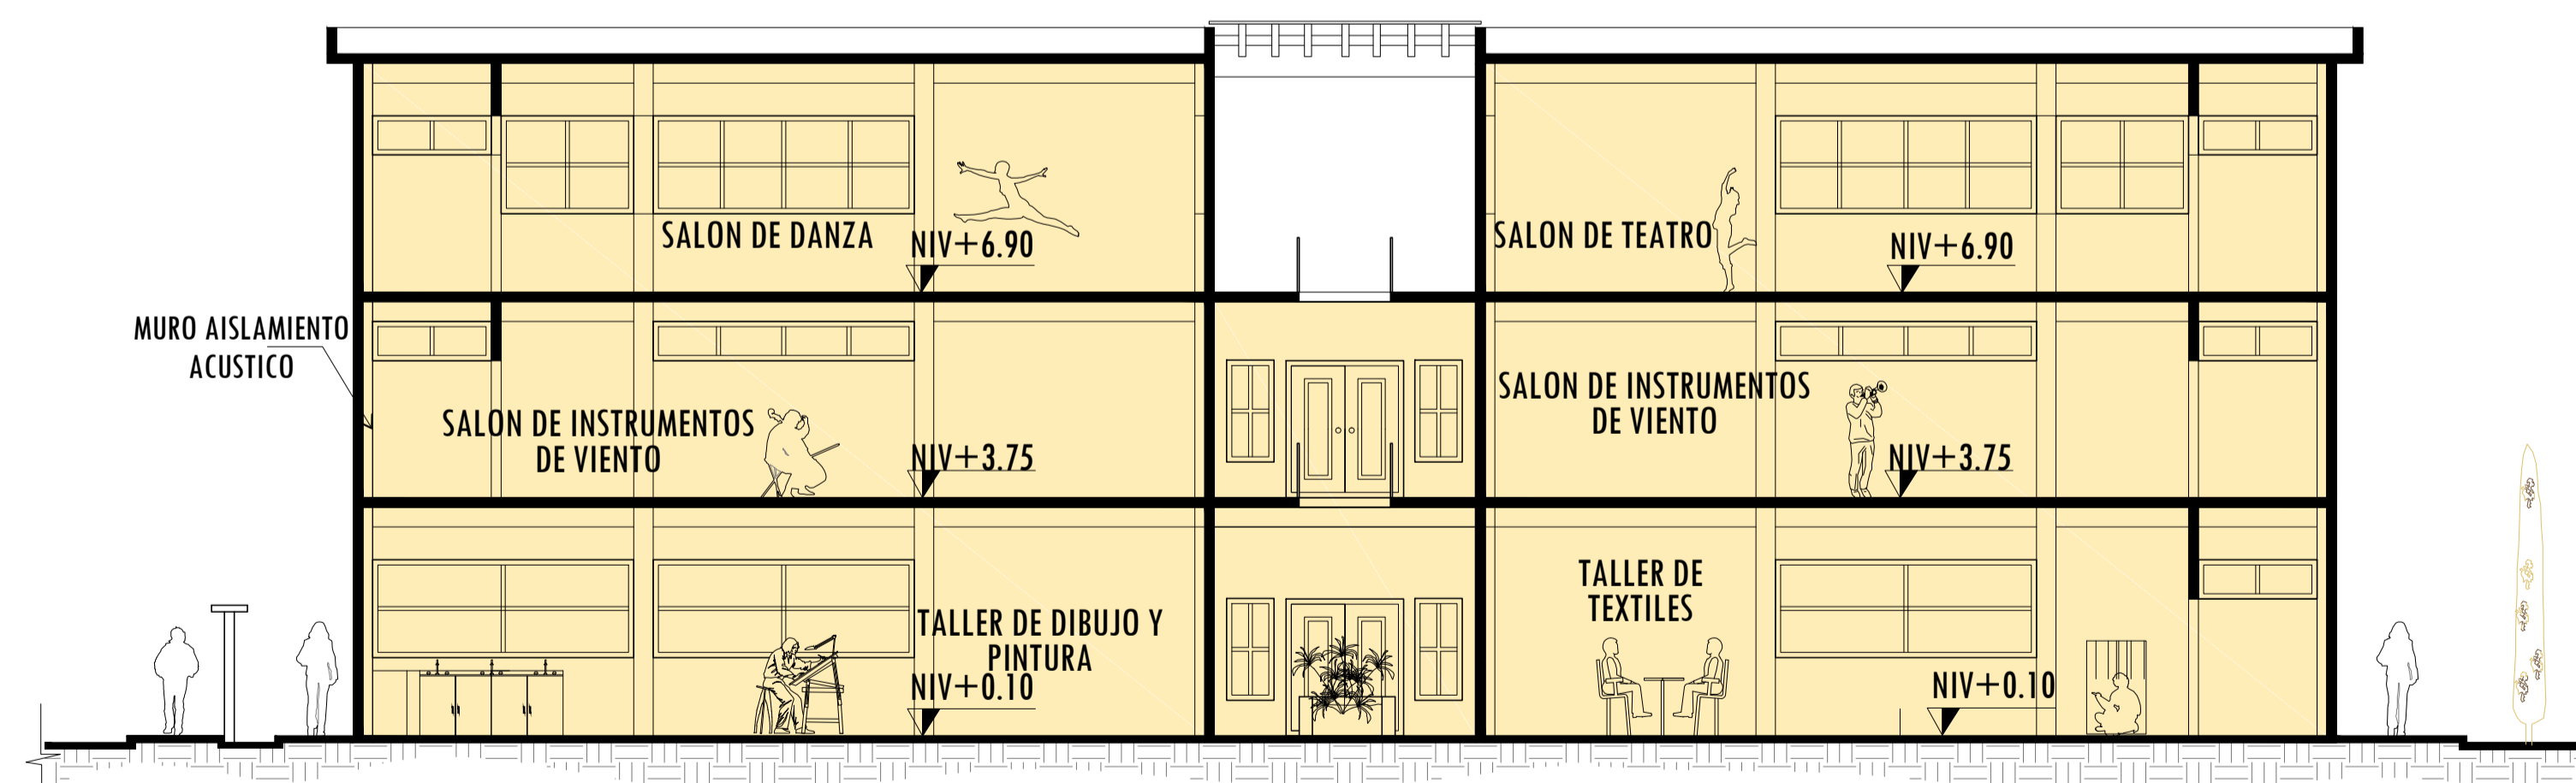 SALON DE DANZA
NIV+6.90
SALON DE TEATRO
NIV+6.90
MURO AISLAMIENTO
ACUSTICO
SALON DE INSTRUMENTOS
DE VIENTO
NIV+3.75
SALON DE INSTRUMENTOS
DE VIENTO
NIV+3.75
TALLER DE DIBUJO Y
PINTURA
NIV+0.10
TALLER DE
TEXTILES
NIV+0.10